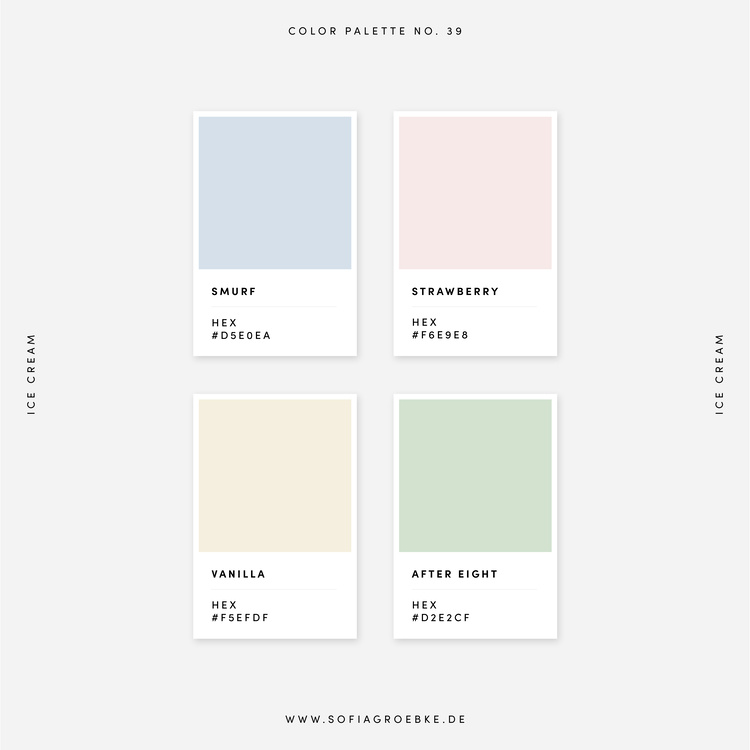 COLOR PALETTE NO. 39
SMURF
HEX
#D5E0EA
STRAWBERRY
HEX
#F6E9E8
ICE CREAM
ICE CREAM
VANILLA
HEX
#F5EFDF
AFTER EIGHT
HEX
#D2E2CF
WWW.SOFIAGROEBKE.DE